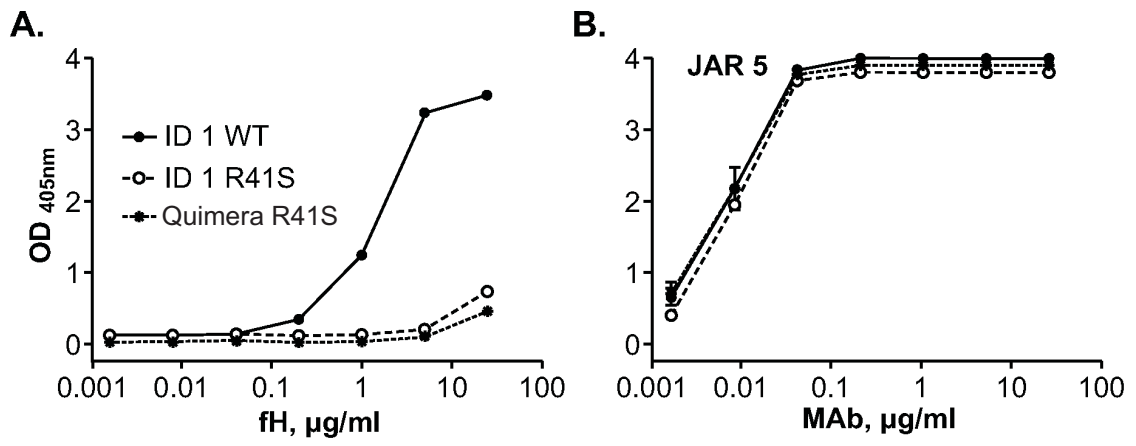 A.
4
3
2
1
0
OD 405nm
ID 1 WT
ID 1 R41S
Quimera R41S
0.001 0.01 0.1 1 10 100
fH, µg/ml
B.
JAR 5
4
3
2
1
0
0.001 0.01 0.1 1 10 100
MAb, µg/ml